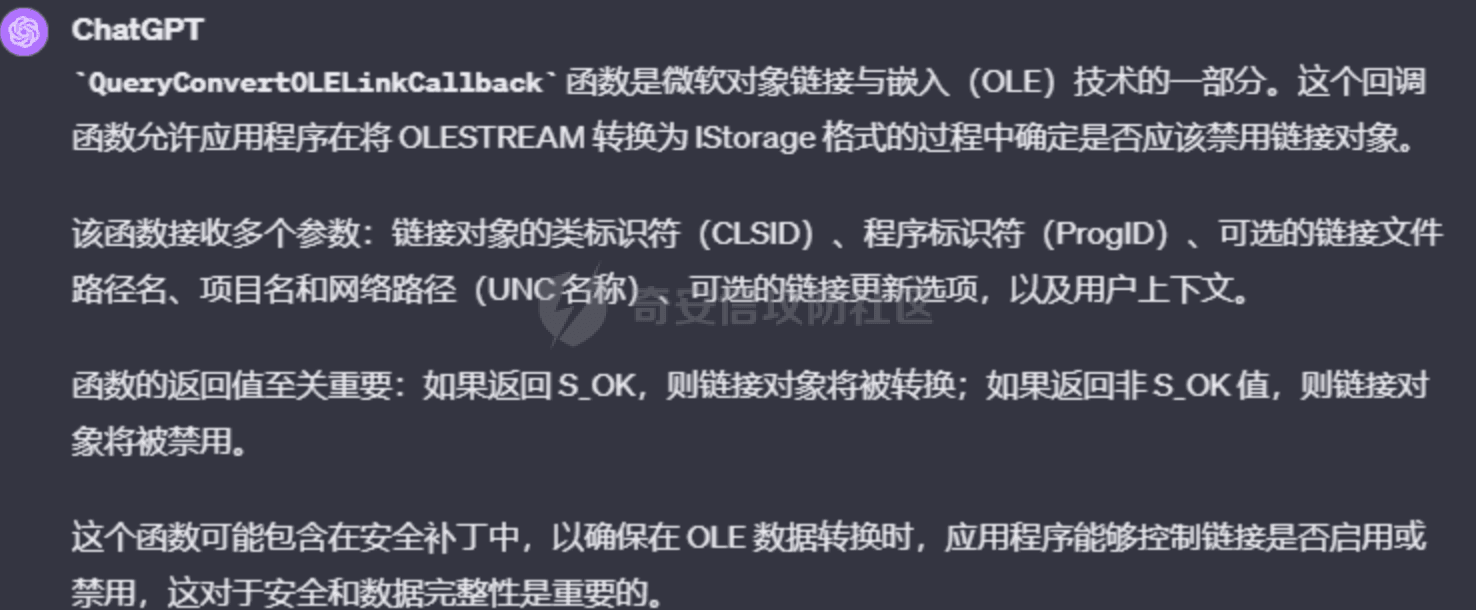 ChatGPT
`QueryConvertOLELinkCallback` 函数是微软对象链接与嵌入（OLE）技术的一部分。这个回调
函数允许应用程序在将 OLESTREAM 转换为 IStorage 格式的过程中确定是否应该禁用链接对象。
该函数接收多个参数：链接对象的类标识符（CLSID）、程序标识符（ProgID）、可选的链接文件
路径名、项目名和网络路径（UNC 名称）、可选的链接更新选项，以及用户上下文。
奇安信攻防社区
函数的返回值至关重要：如果返回 S_OK，则链接对象将被转换；如果返回非 S_OK 值，则链接对
象将被禁用。
这个函数可能包含在安全补丁中，以确保在 OLE 数据转换时，应用程序能够控制链接是否启用或
禁用，这对于安全和数据完整性是重要的。